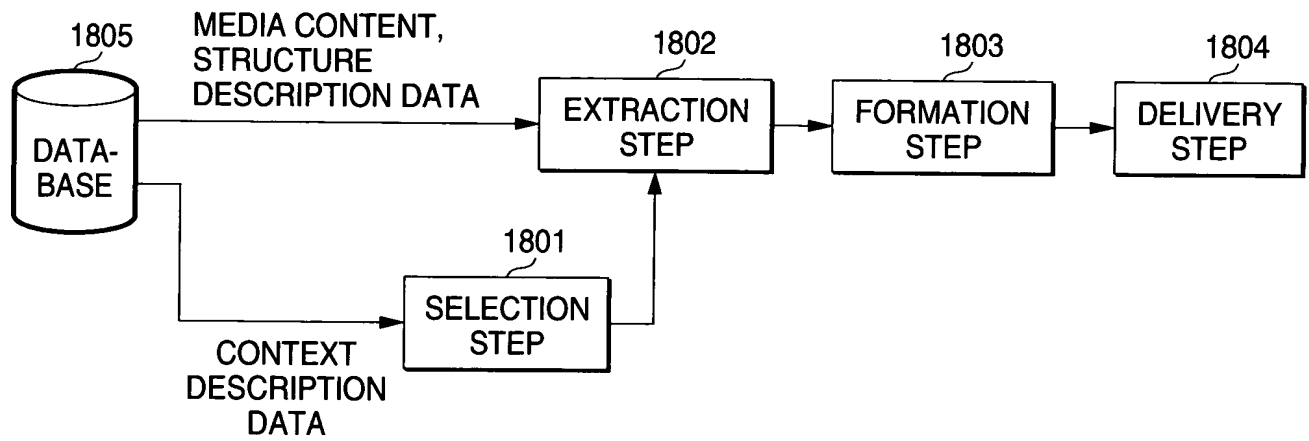 1805
MEDIA CONTENT,
STRUCTURE
DESCRIPTION DATA
1802
1803
1804
DATA-
BASE
EXTRACTION
STEP
FORMATION
STEP
DELIVERY
STEP
1801
SELECTION
STEP
CONTEXT
DESCRIPTION
DATA